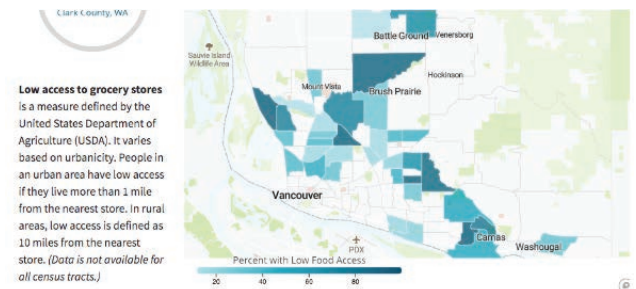 Clark County, WA
Low access to grocery stores
is a measure defined by the
United States Department of
Agriculture (USDA). It varies
based on urbanicity. People in
an urban area have low access
if they live more than 1 mile
from the nearest store. In rural
areas, low access is defined as
10 miles from the nearest
store. (Data is not available for
all census tracts.)
Battle Ground
Venersborg
Sauvie Island
Wildlife Area
Hockinson
Mount Vista
Brush Prairie
Vancouver
Camas
Washougal
PDX
Percent with Low Food Access
20 40 60 80